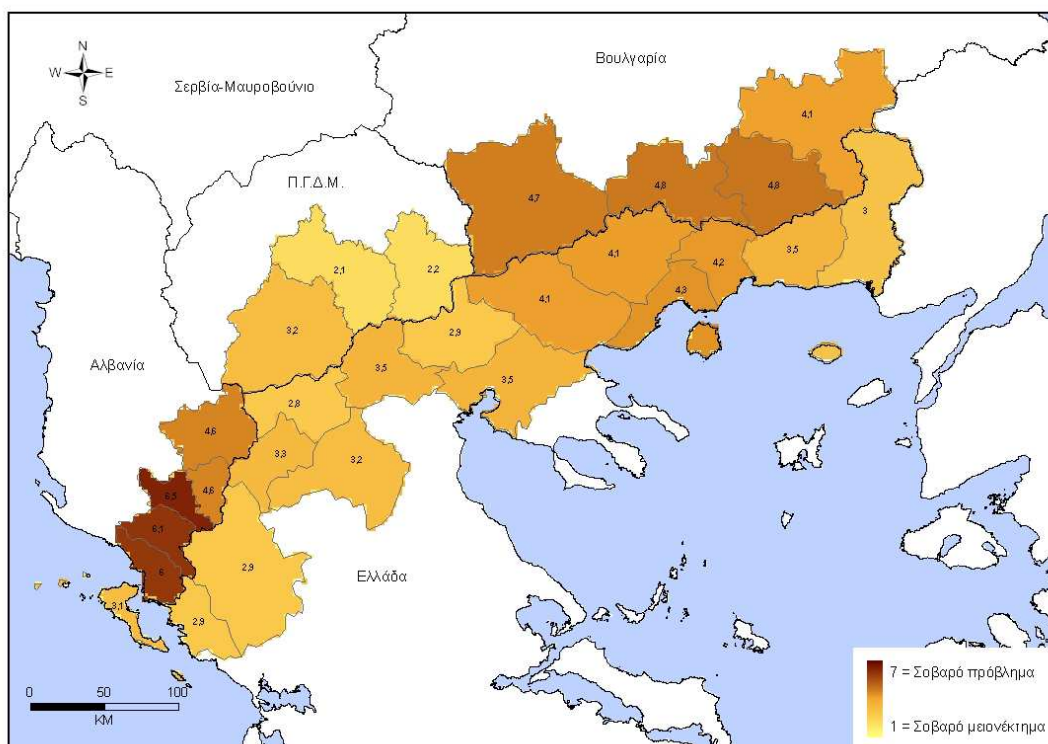 N
W E
S
Βουλγαρία
Σερβία-Μαυροβούνιο
4,1
Π.Γ.Δ.Μ.
4,7
4,8
4,8
3
2,1
2,2
4,1
4,2
3,5
4,3
4,1
3,2
2,9
Αλβανία
3,5
3,5
2,8
4,6
3,3
3,2
4,6
6,5
6,1
2,9
6
Ελλάδα
3,1
2,9
7 = Σοβαρό πρόβλημα
1 = Σοβαρό μειονέκτημα
0 50 100
KM